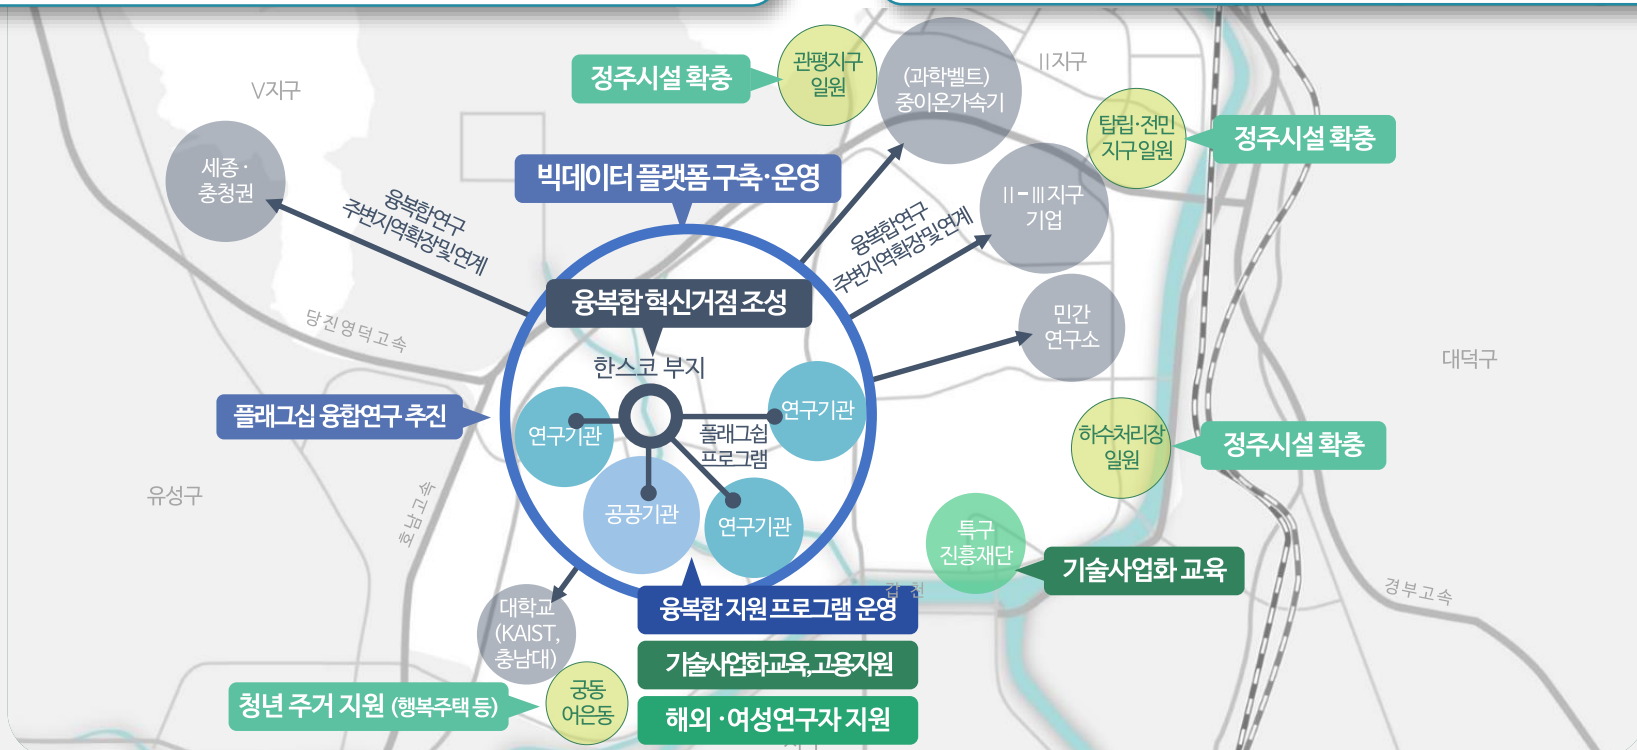 정주시설 확충
관평지구
일원
(과학벨트)
중이온가속기
II지구
V지구
탑립·전민
지구일원
정주시설 확충
세종·
충청권
빅데이터 플랫폼 구축·운영
II-III지구
기업
융복합연구
주변지역확장및연계
융복합연구
주변지역확장및연계
융복합 혁신거점 조성
민간
연구소
당진영덕고속
한스코 부지
대덕구
플래그십 융합연구 추진
연구기관
연구기관
플래그쉽
프로그램
하수처리장
일원
정주시설 확충
유성구
호남고속
공공기관
연구기관
특구
진흥재단
기술사업화 교육
갑 천
경부고속
대학교
(KAIST,
충남대)
융복합 지원 프로그램 운영
기술사업화교육,고용지원
해외·여성연구자 지원
청년 주거 지원 (행복주택 등)
궁동
어은동